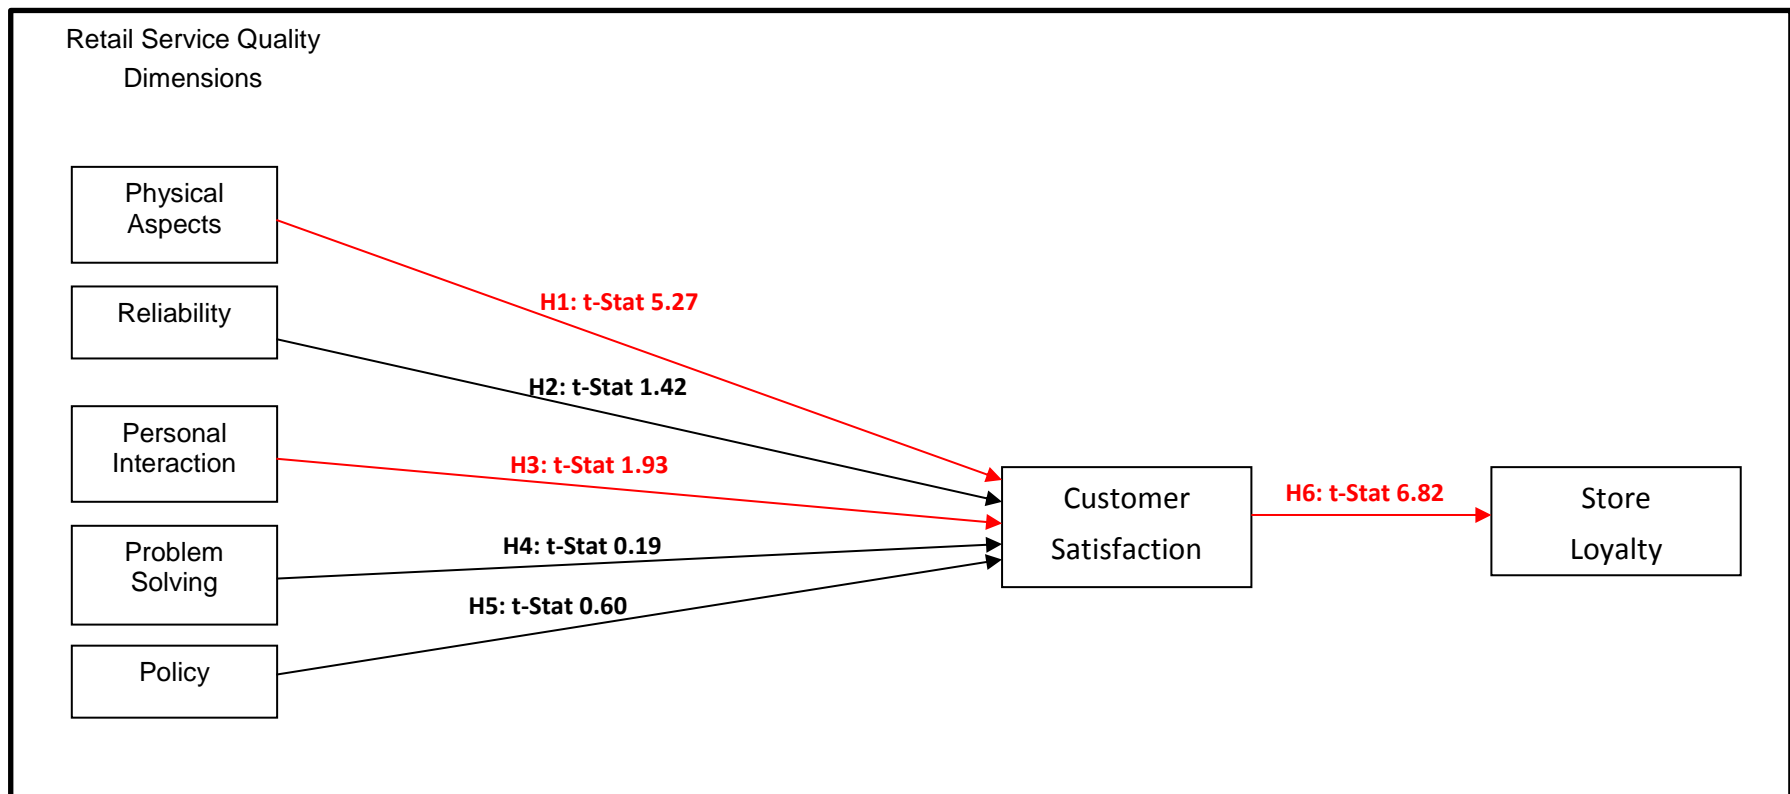 Retail Service Quality
Dimensions
Physical
Aspects
Reliability
Personal
Interaction
Problem
Solving
Policy
H1: t-Stat 5.27
H2: t-Stat 1.42
H3: t-Stat 1.93
H4: t-Stat 0.19
H5: t-Stat 0.60
Customer
Satisfaction
H6: t-Stat 6.82
Store
Loyalty